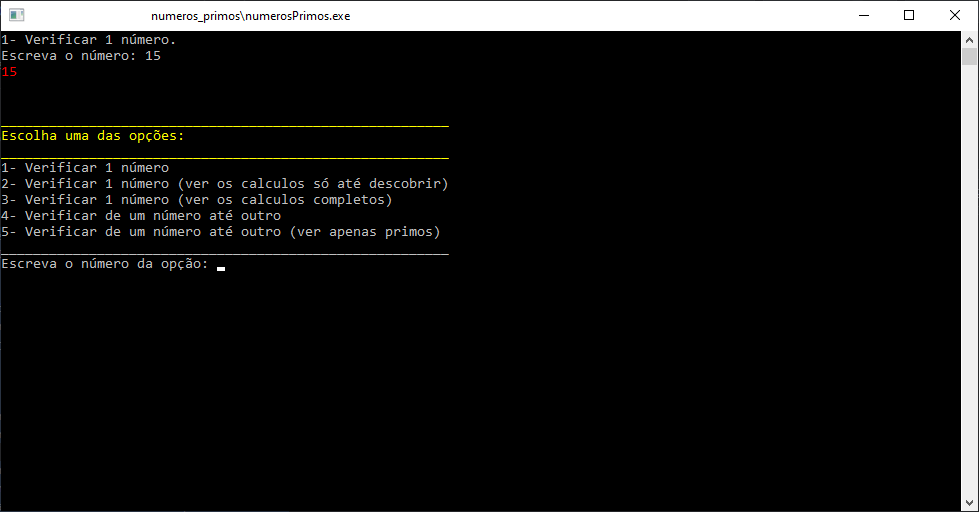 numeros_primos\numerosPrimos.exe
1- Verificar 1 número.
Escreva o número: 15
15
________________________________________________________
Escolha uma das opções:
________________________________________________________
1- Verificar 1 número
2- Verificar 1 número (ver os calculos só até descobrir)
3- Verificar 1 número (ver os calculos completos)
4- Verificar de um número até outro
5- Verificar de um número até outro (ver apenas primos)
________________________________________________________
Escreva o número da opção: